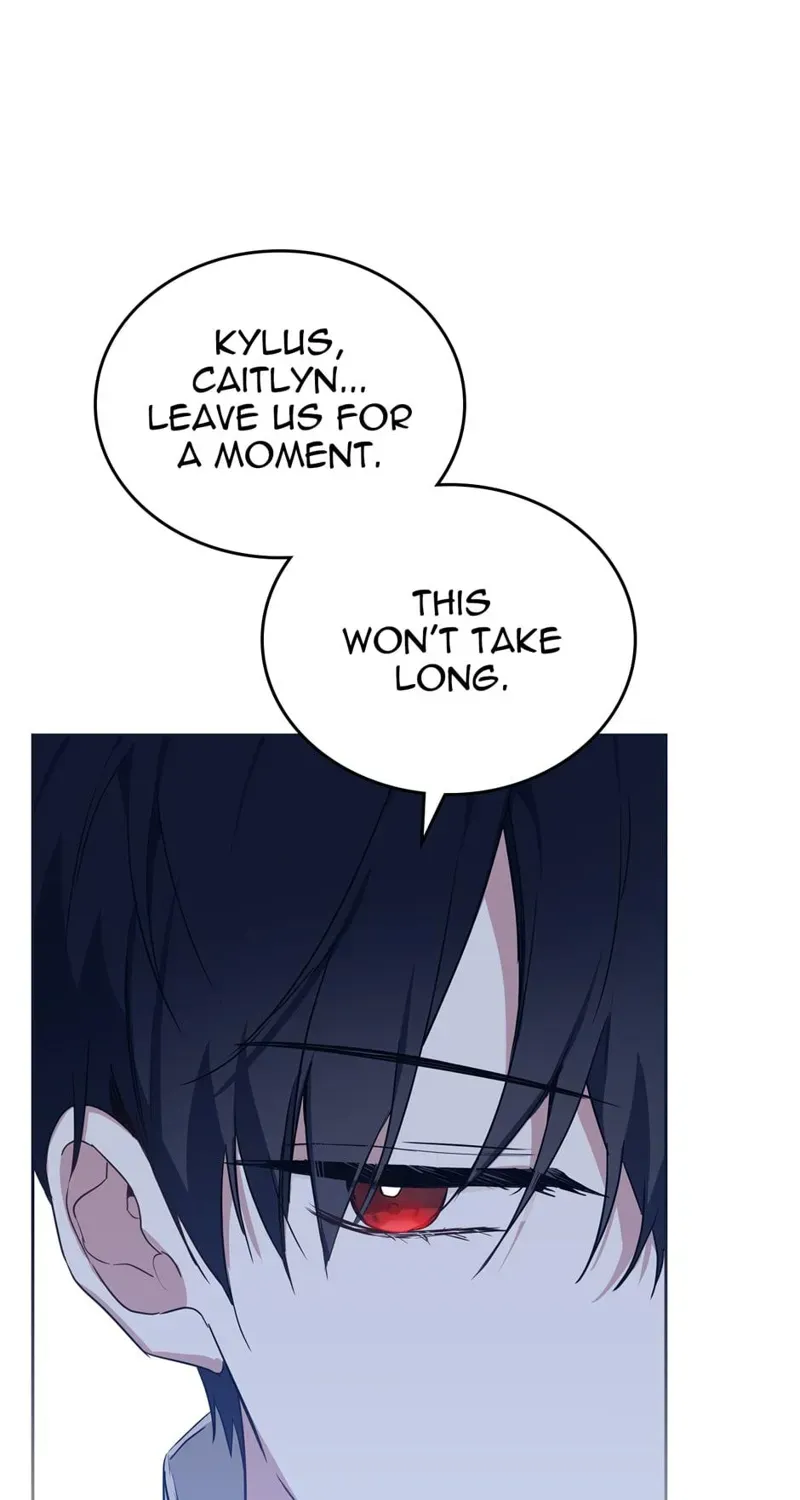 KYLUS,
CAITLYN...
LEAVE US FOR
A MOMENT.
THIS
WON'T TAKE
LONG.